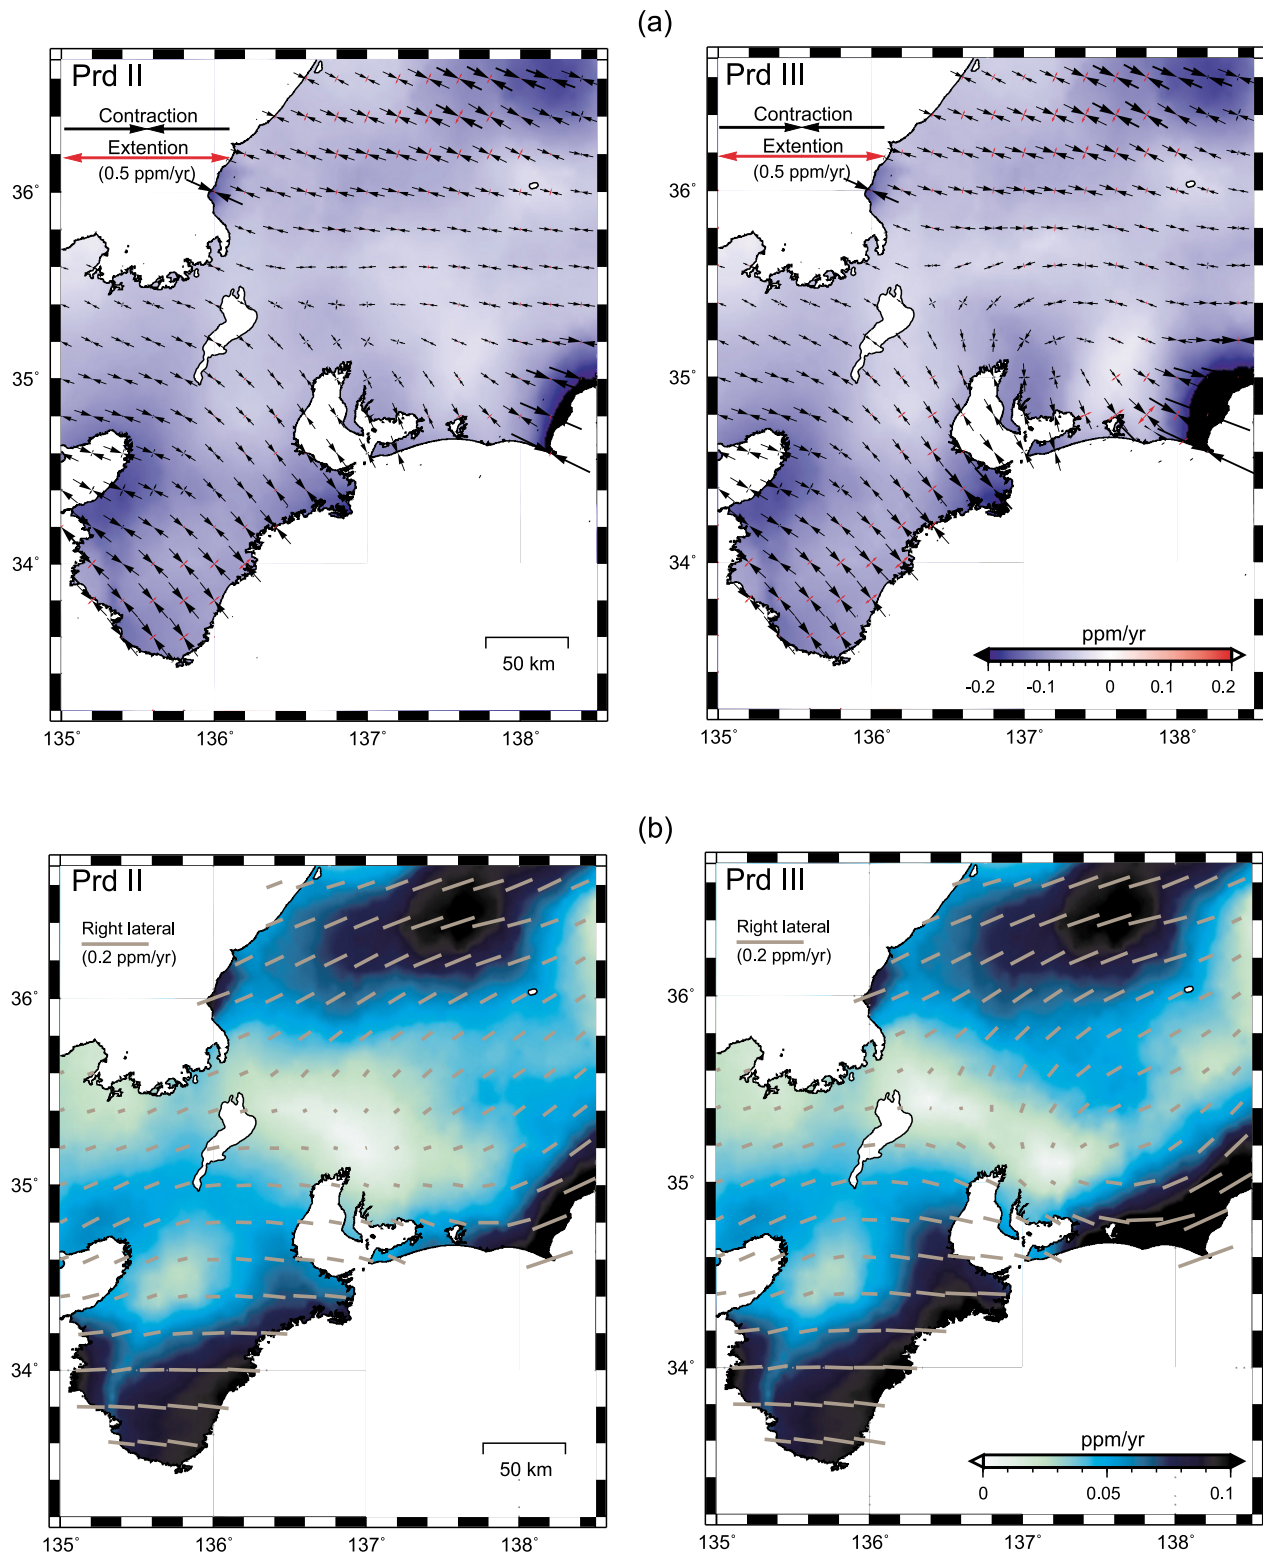 (a)
Prd II
Contraction
Extention
(0.5 ppm/yr)
36°
35°
34°
50 km
135°
136°
137°
138°
Prd III
Contraction
Extention
(0.5 ppm/yr)
36°
35°
34°
ppm/yr
-0.2
-0.1
0
0.1
0.2
135°
136°
137°
138°
(b)
Prd II
Right lateral
(0.2 ppm/yr)
36°
35°
34°
50 km
135°
136°
137°
138°
Prd III
Right lateral
(0.2 ppm/yr)
36°
35°
34°
ppm/yr
0
0.05
0.1
135°
136°
137°
138°